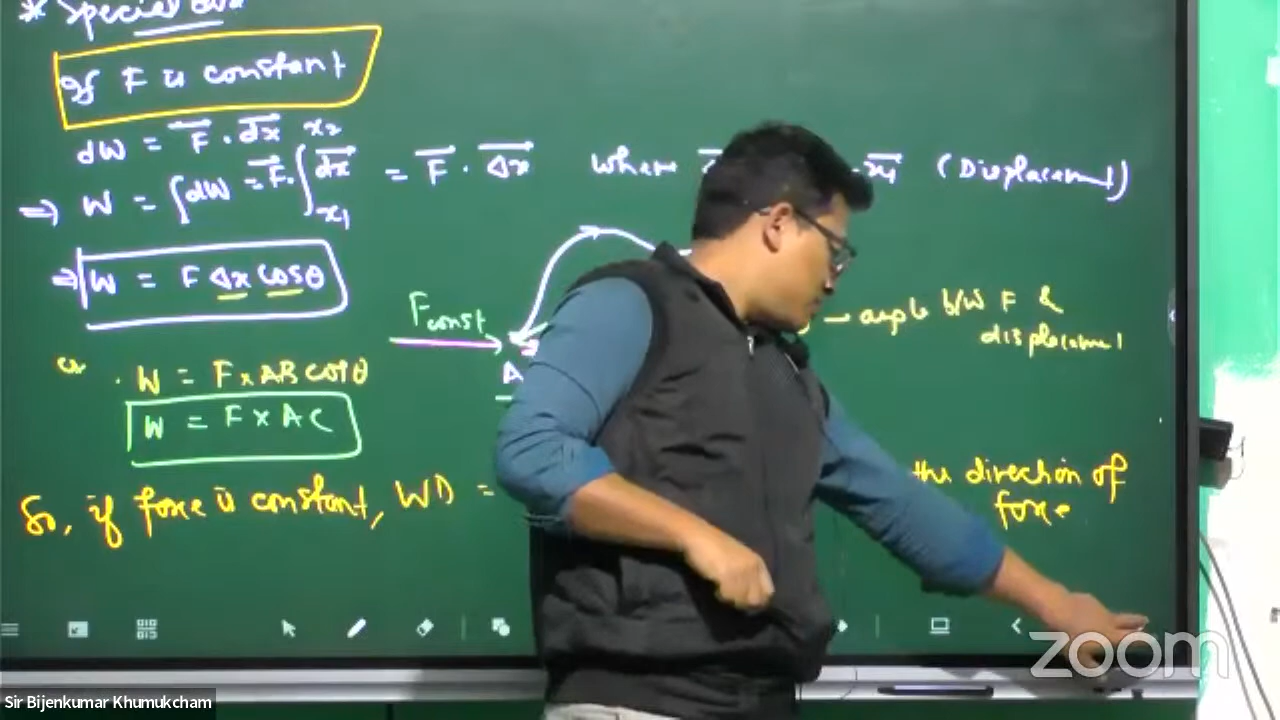 * Special
If F is constant
dW = F . dx
⇒ W = ∫dW = F . ∫ dx = F . Δx where - x₁ (Displacement)
x₂
x₁
⇒ W = F Δx cosθ
Fconst
— angle b/w F &
displacement
or . W = F x AB cosθ
A
W = F x AC
So, if force is constant, WD = the direction of
force
zoom
Sir Bijenkumar Khumukcham